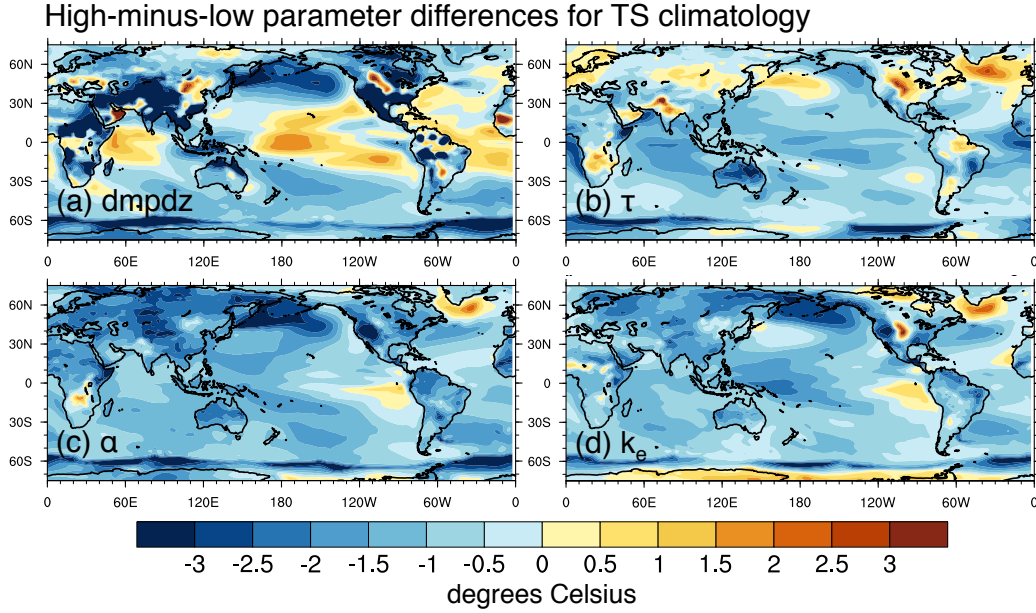 High-minus-low parameter differences for TS climatology
60N
30N
0
30S
60S
(a) dmpdz
0 60E 120E 180 120W 60W 0
60N
30N
0
30S
60S
(b) τ
0 60E 120E 180 120W 60W 0
60N
30N
0
30S
60S
(c) α
0 60E 120E 180 120W 60W 0
60N
30N
0
30S
60S
(d) ke
0 60E 120E 180 120W 60W 0
-3 -2.5 -2 -1.5 -1 -0.5 0 0.5 1 1.5 2 2.5 3
degrees Celsius